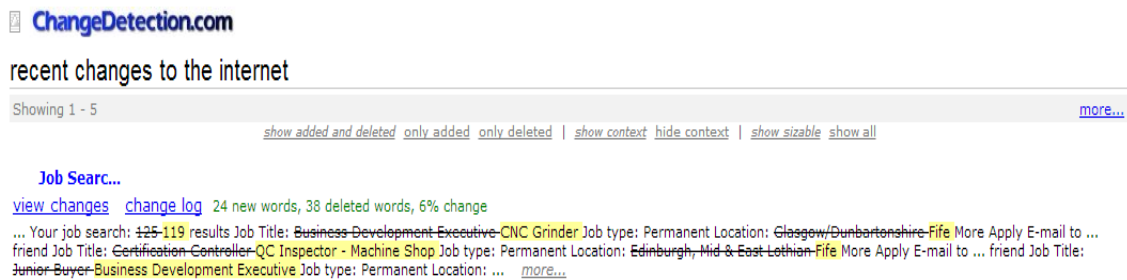 ChangeDetection.com
recent changes to the internet
Showing 1 - 5 more...
show added and deleted only added only deleted | show context hide context | show sizable show all
Job Searc...
view changes change log 24 new words, 38 deleted words, 6% change
... Your job search: 125 119 results Job Title: Business Development Executive CNC Grinder Job type: Permanent Location: Glasgow/Dunbartonshire Fife More Apply E-mail to ...
friend Job Title: Certification Controller QC Inspector - Machine Shop Job type: Permanent Location: Edinburgh, Mid & East Lothian Fife More Apply E-mail to ... friend Job Title:
Junior Buyer Business Development Executive Job type: Permanent Location: ... more...